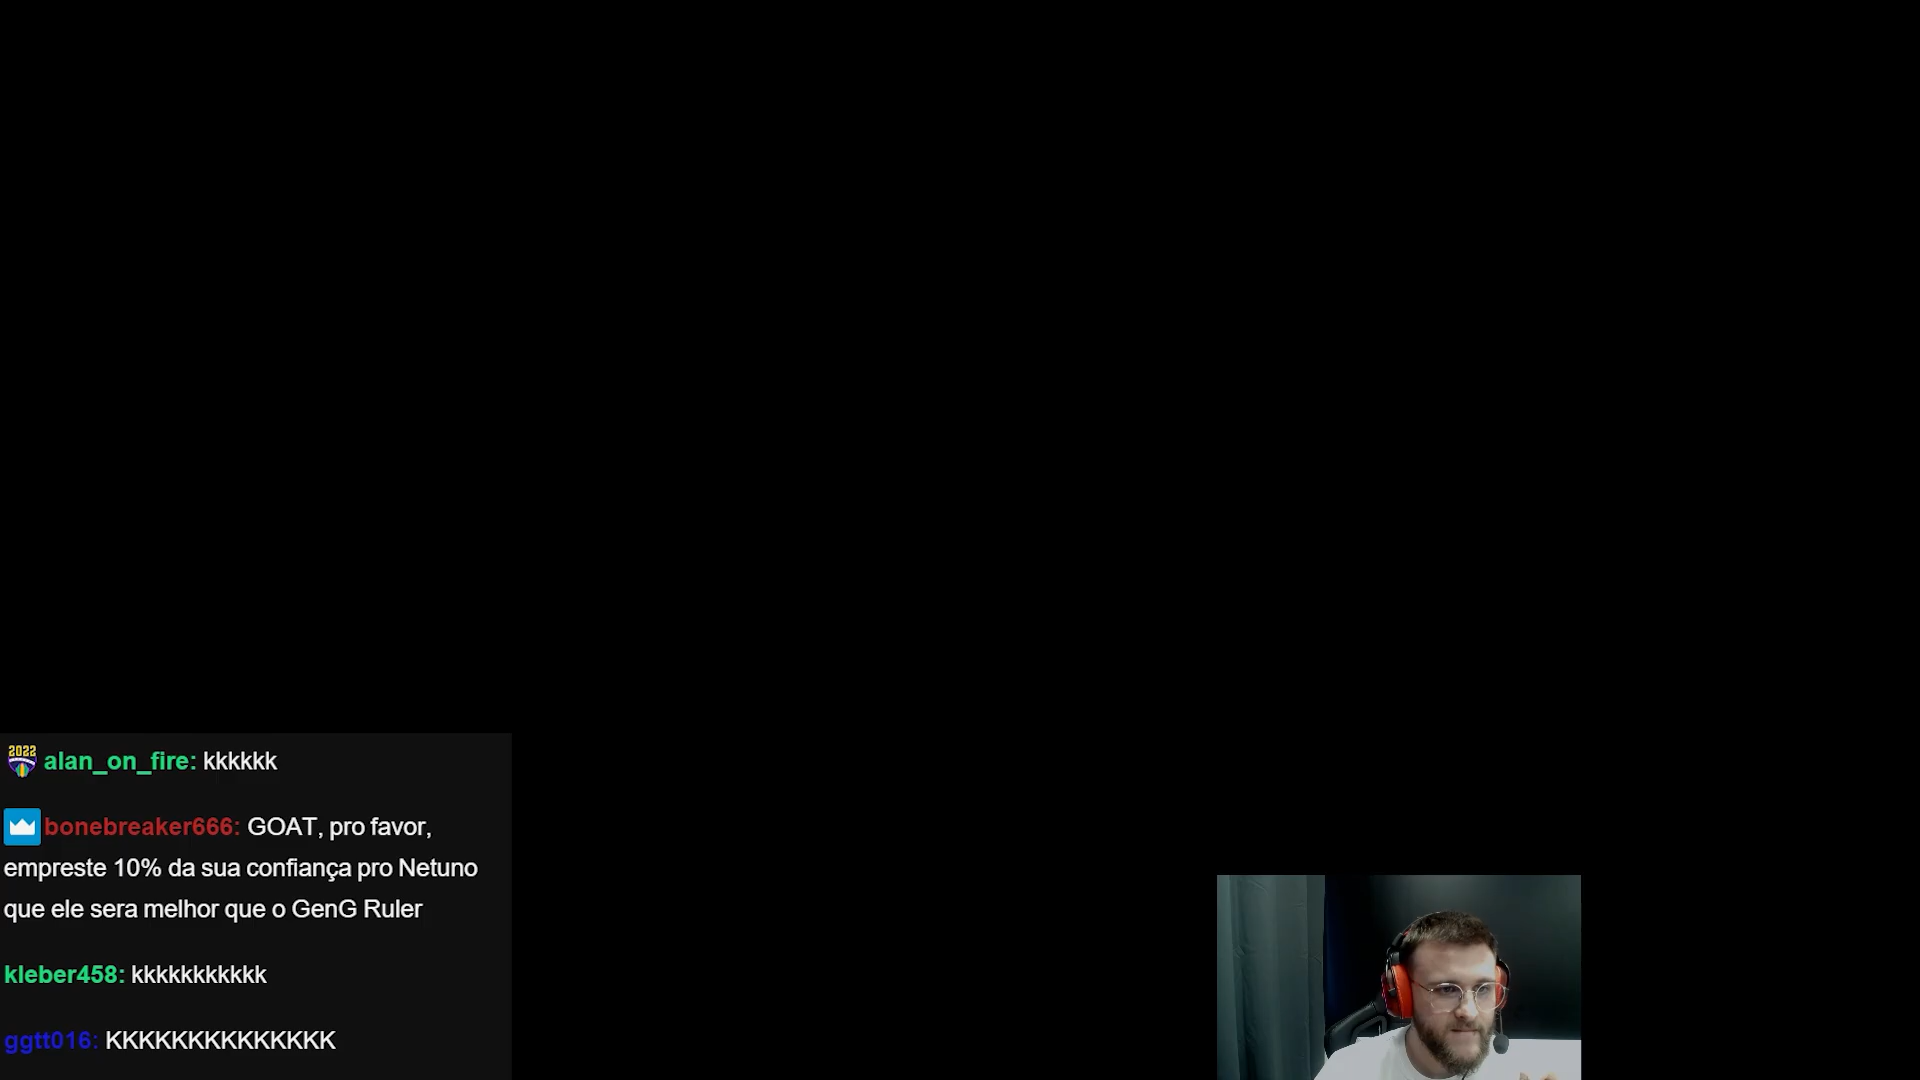 2022 alan_on_fire: kkkkkk
bonebreaker666: GOAT, pro favor,
empreste 10% da sua confiança pro Netuno
que ele sera melhor que o GenG Ruler
kleber458: kkkkkkkkkkk
ggtt016: KKKKKKKKKKKKKK